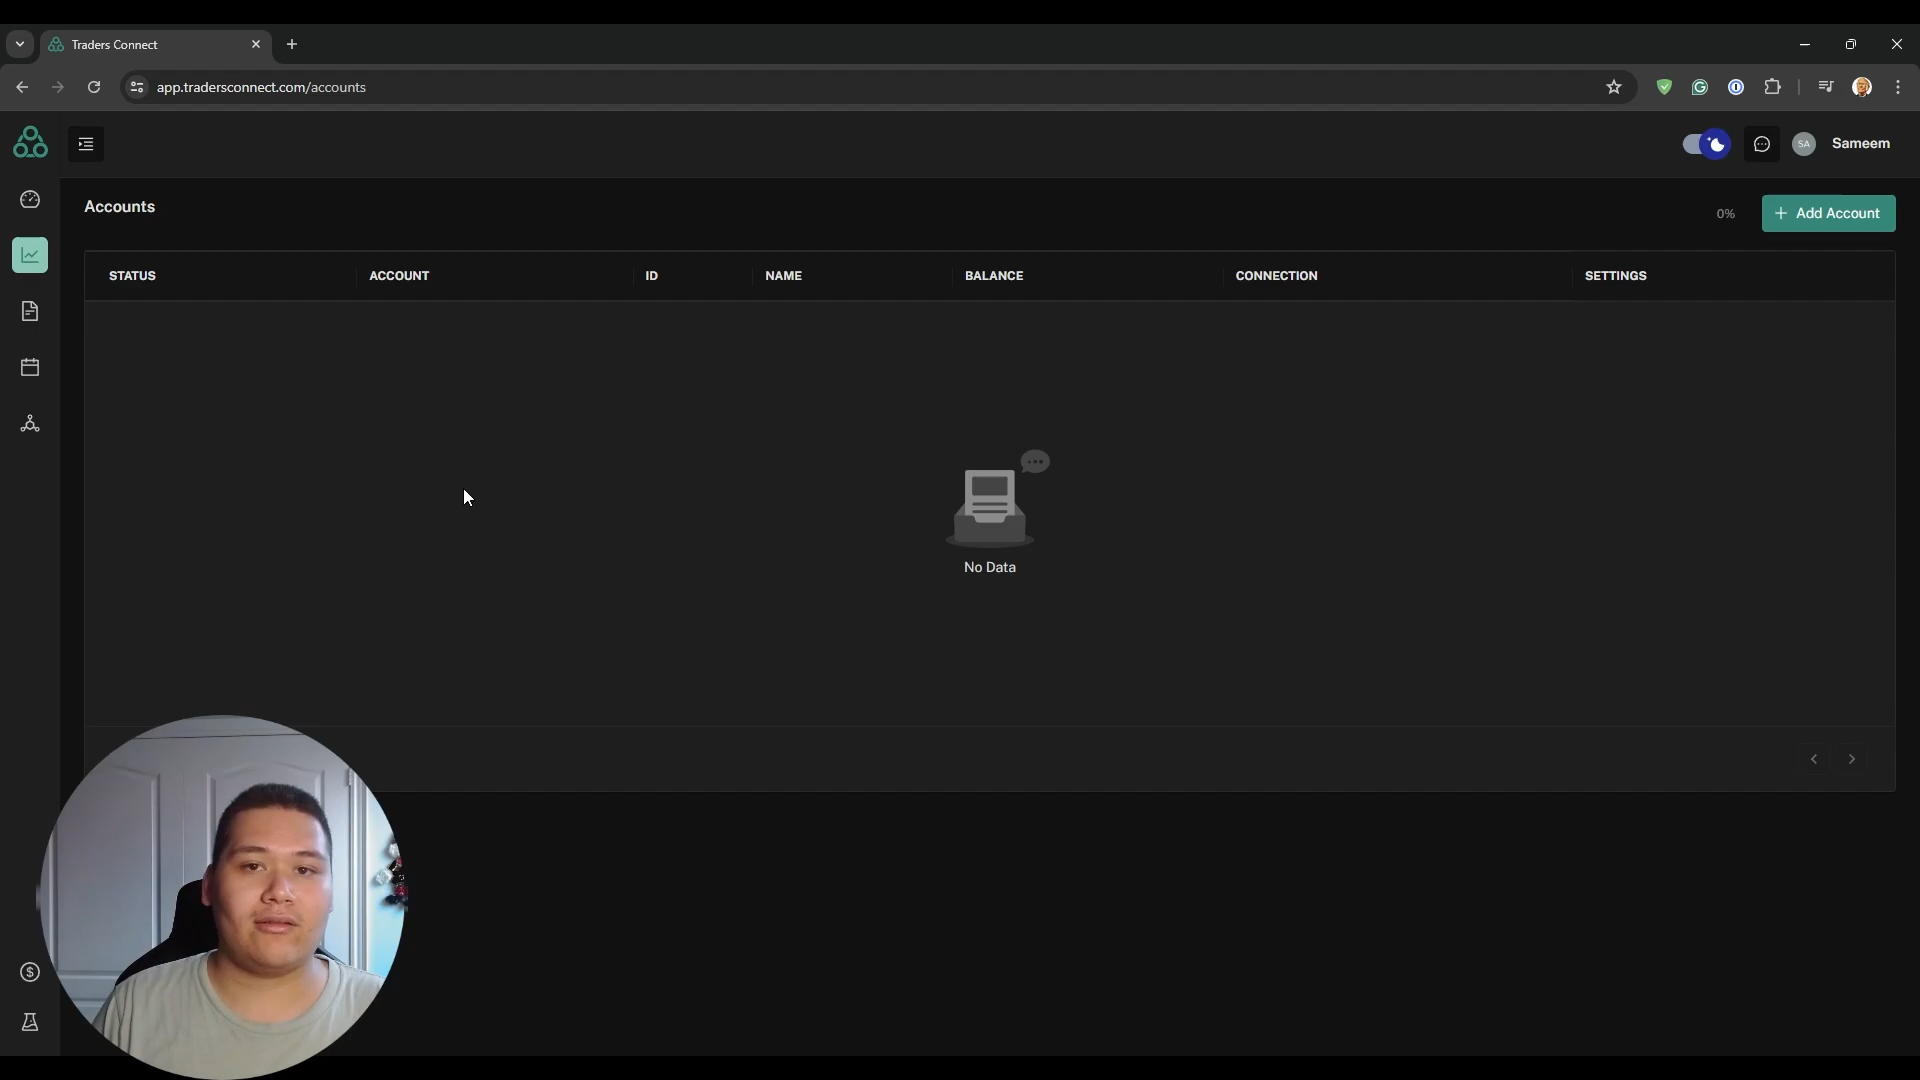 Traders Connect
app.tradersconnect.com/accounts
SA
Sameem
Accounts
0%
+ Add Account
STATUS
ACCOUNT
ID
NAME
BALANCE
CONNECTION
SETTINGS
No Data